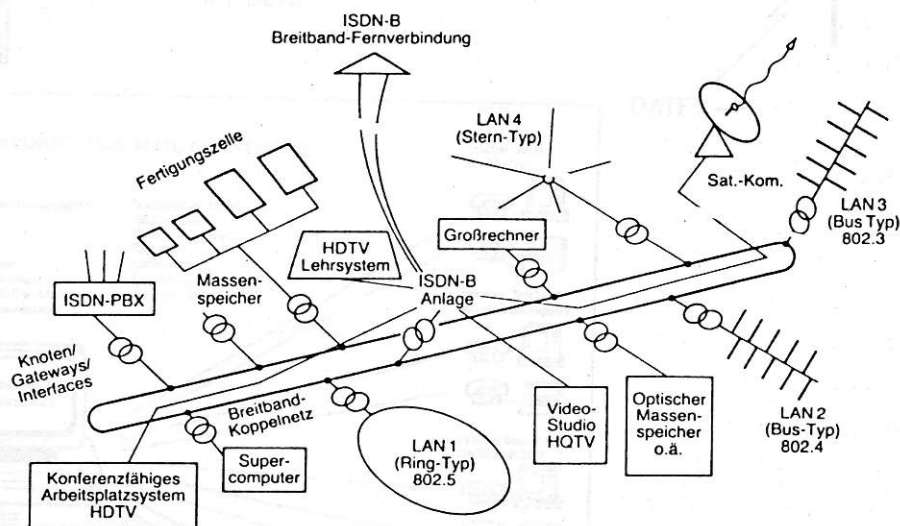 ISDN-B
Breitband-Fernverbindung
LAN 4
(Stern-Typ)
Fertigungszelle
Sat.-Kom.
LAN 3
(Bus Typ)
802.3
Großrechner
HDTV
Lehrsystem
ISDN-B
Anlage
Massen-
speicher
ISDN-PBX
Knoten/
Gateways/
Interfaces
Breitband-
Koppelnetz
LAN 2
(Bus-Typ)
802.4
Video-
Studio
HQTV
Optischer
Massen-
speicher
o.ä.
LAN 1
(Ring-Typ)
802.5
Super-
computer
Konferenzfähiges
Arbeitsplatzsystem
HDTV